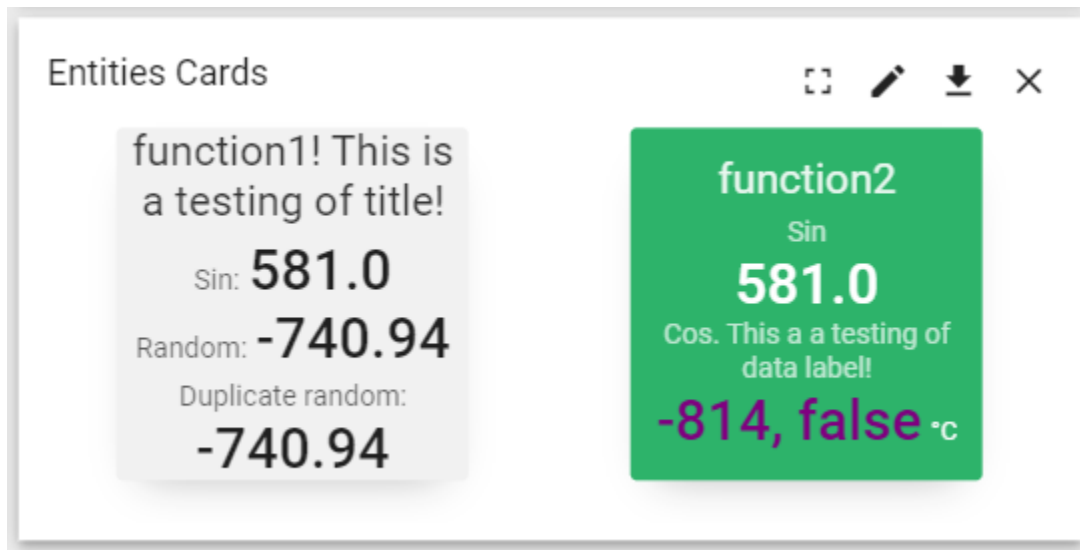 Entities Cards
function1! This is
a testing of title!
Sin: 581.0
Random: -740.94
Duplicate random:
-740.94
function2
Sin
581.0
Cos. This a a testing of
data label!
-814, false °C